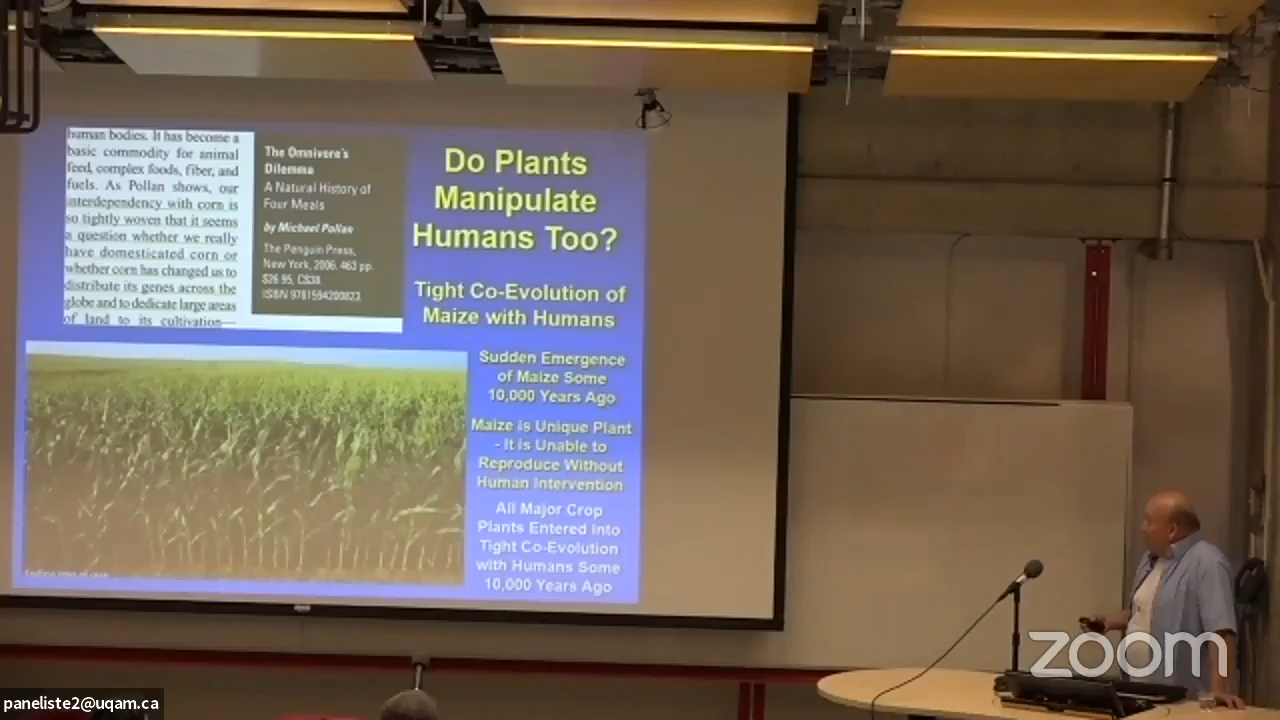 human bodies. It has become a
basic commodity for animal
feed, complex foods, fiber, and
fuels. As Pollan shows, our
interdependency with corn is
so tightly woven that it seems
a question whether we really
have domesticated corn or
whether corn has changed us to
distribute its genes across the
globe and to dedicate large areas
of land to its cultivation—
The Omnivore's
Dilemma
A Natural History of
Four Meals
by Michael Pollan
The Penguin Press,
New York, 2006. 463 pp.
$26.95, C$38.
ISBN 9781594200823.
Do Plants
Manipulate
Humans Too?
Tight Co-Evolution of
Maize with Humans
Sudden Emergence
of Maize Some
10,000 Years Ago
Maize is Unique Plant
- It is Unable to
Reproduce Without
Human Intervention
All Major Crop
Plants Entered into
Tight Co-Evolution
with Humans Some
10,000 Years Ago
zoom
paneliste2@uqam.ca